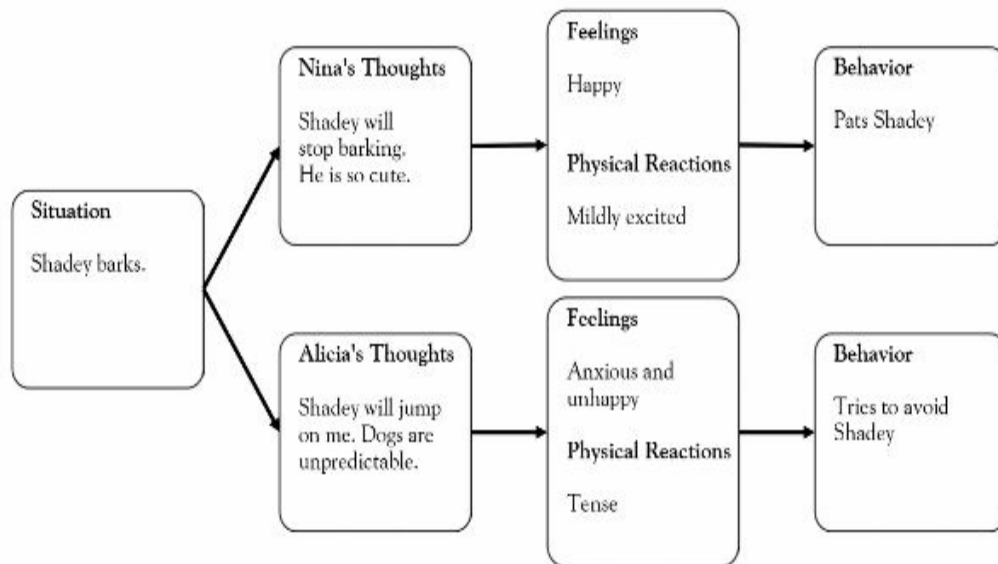 Situation
Shadey barks.
Nina's Thoughts
Shadey will
stop barking.
He is so cute.
Feelings
Happy
Physical Reactions
Mildly excited
Behavior
Pats Shadey
Alicia's Thoughts
Shadey will jump
on me. Dogs are
unpredictable.
Feelings
Anxious and
unhappy
Physical Reactions
Tense
Behavior
Tries to avoid
Shadey